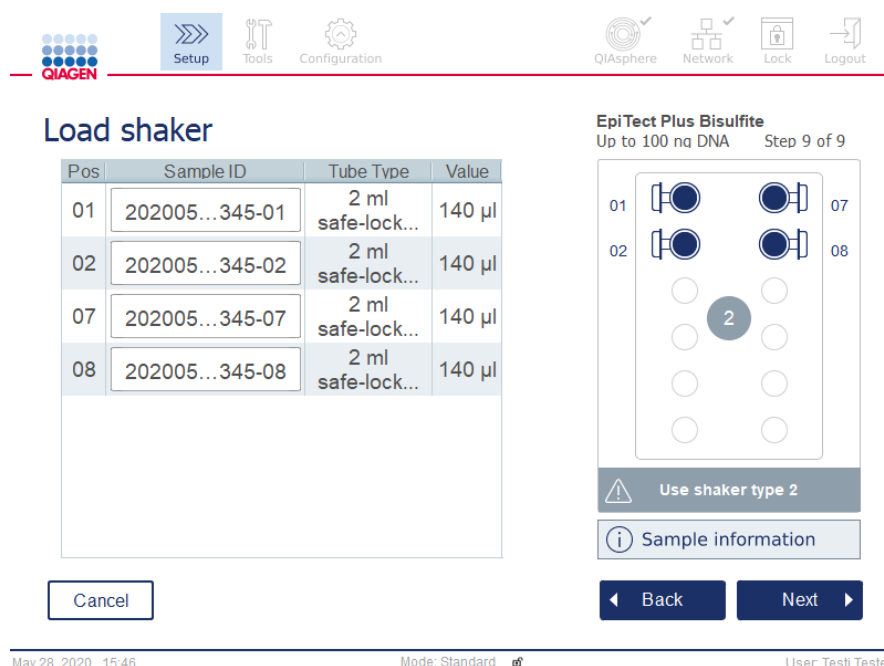 QIAGEN
Setup
Tools
Configuration
QIAsphere
Network
Lock
Logout
Load shaker
EpiTect Plus Bisulfite
Up to 100 ng DNA Step 9 of 9
Pos Sample ID Tube Type Value
01 202005...345-01 2 ml safe-lock... 140 µl
02 202005...345-02 2 ml safe-lock... 140 µl
07 202005...345-07 2 ml safe-lock... 140 µl
08 202005...345-08 2 ml safe-lock... 140 µl
01 07
02 08
2
Use shaker type 2
Sample information
Cancel
Back
Next
May 28, 2020 15:46 Mode: Standard User: Testi Teste